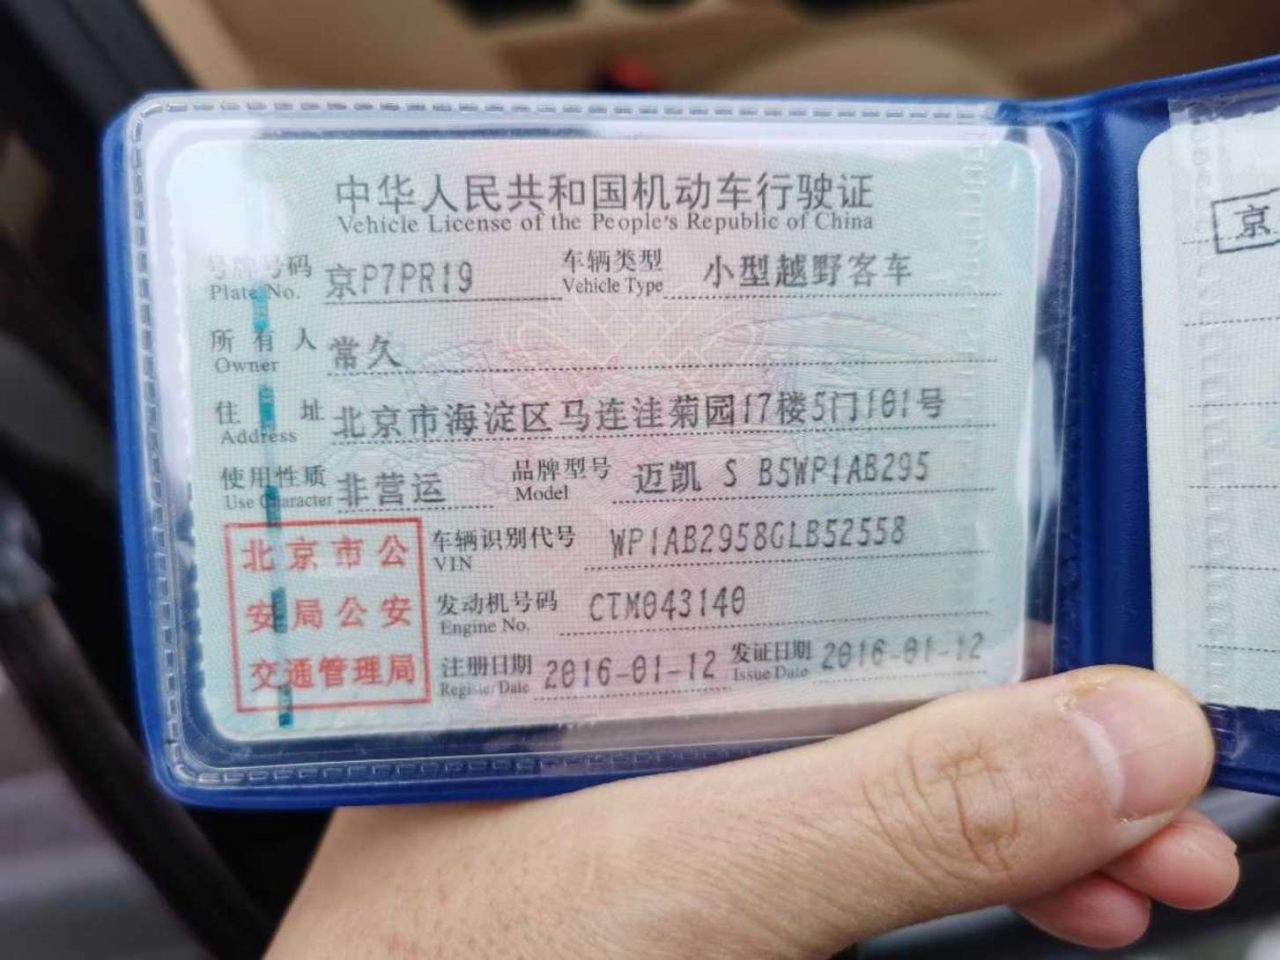 中华人民共和国机动车行驶证
Vehicle License of the People's Republic of China
号牌号码 京P7PR19 车辆类型 小型越野客车
Plate No. Vehicle Type
所有人 常久
Owner
住址 北京市海淀区马连洼菊园17楼5门101号
Address
使用性质 非营运 品牌型号 迈凯 S B5WP1AB295
Use Character Model
北京市公 车辆识别代号 WP1AB2958GLB52558
VIN
安局公安 发动机号码 CTM043140
Engine No.
交通管理局 注册日期 2016-01-12 发证日期 2016-01-12
Register Date Issue Date
京